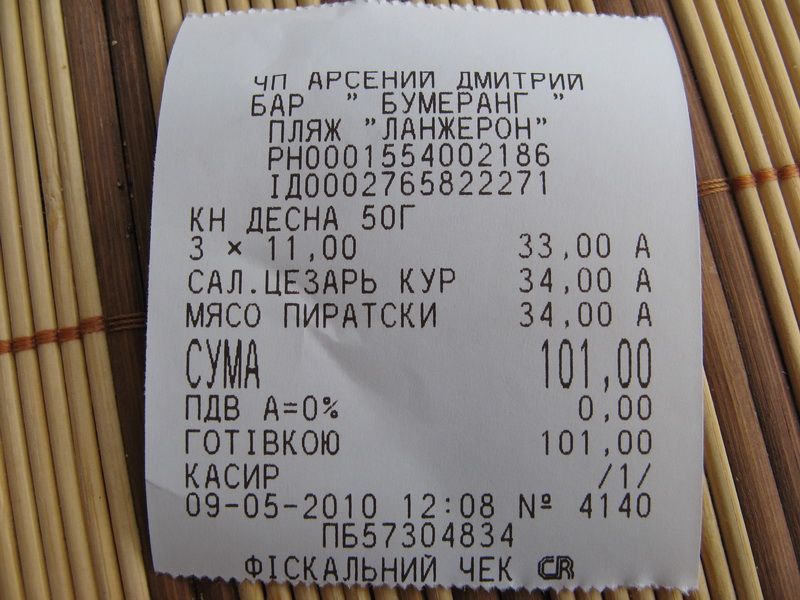 ЧП АРСЕНИЙ ДМИТРИЙ
БАР " БУМЕРАНГ "
ПЛЯЖ "ЛАНЖЕРОН"
РН0001554002186
ІД0002765822271
КН ДЕСНА 50Г
3 × 11,00 33,00 А
САЛ.ЦЕЗАРЬ КУР 34,00 А
МЯСО ПИРАТСКИ 34,00 А
СУМА 101,00
ПДВ А=0% 0,00
ГОТІВКОЮ 101,00
КАСИР /1/
09-05-2010 12:08 № 4140
ПБ57304834
ФІСКАЛЬНИЙ ЧЕК CR